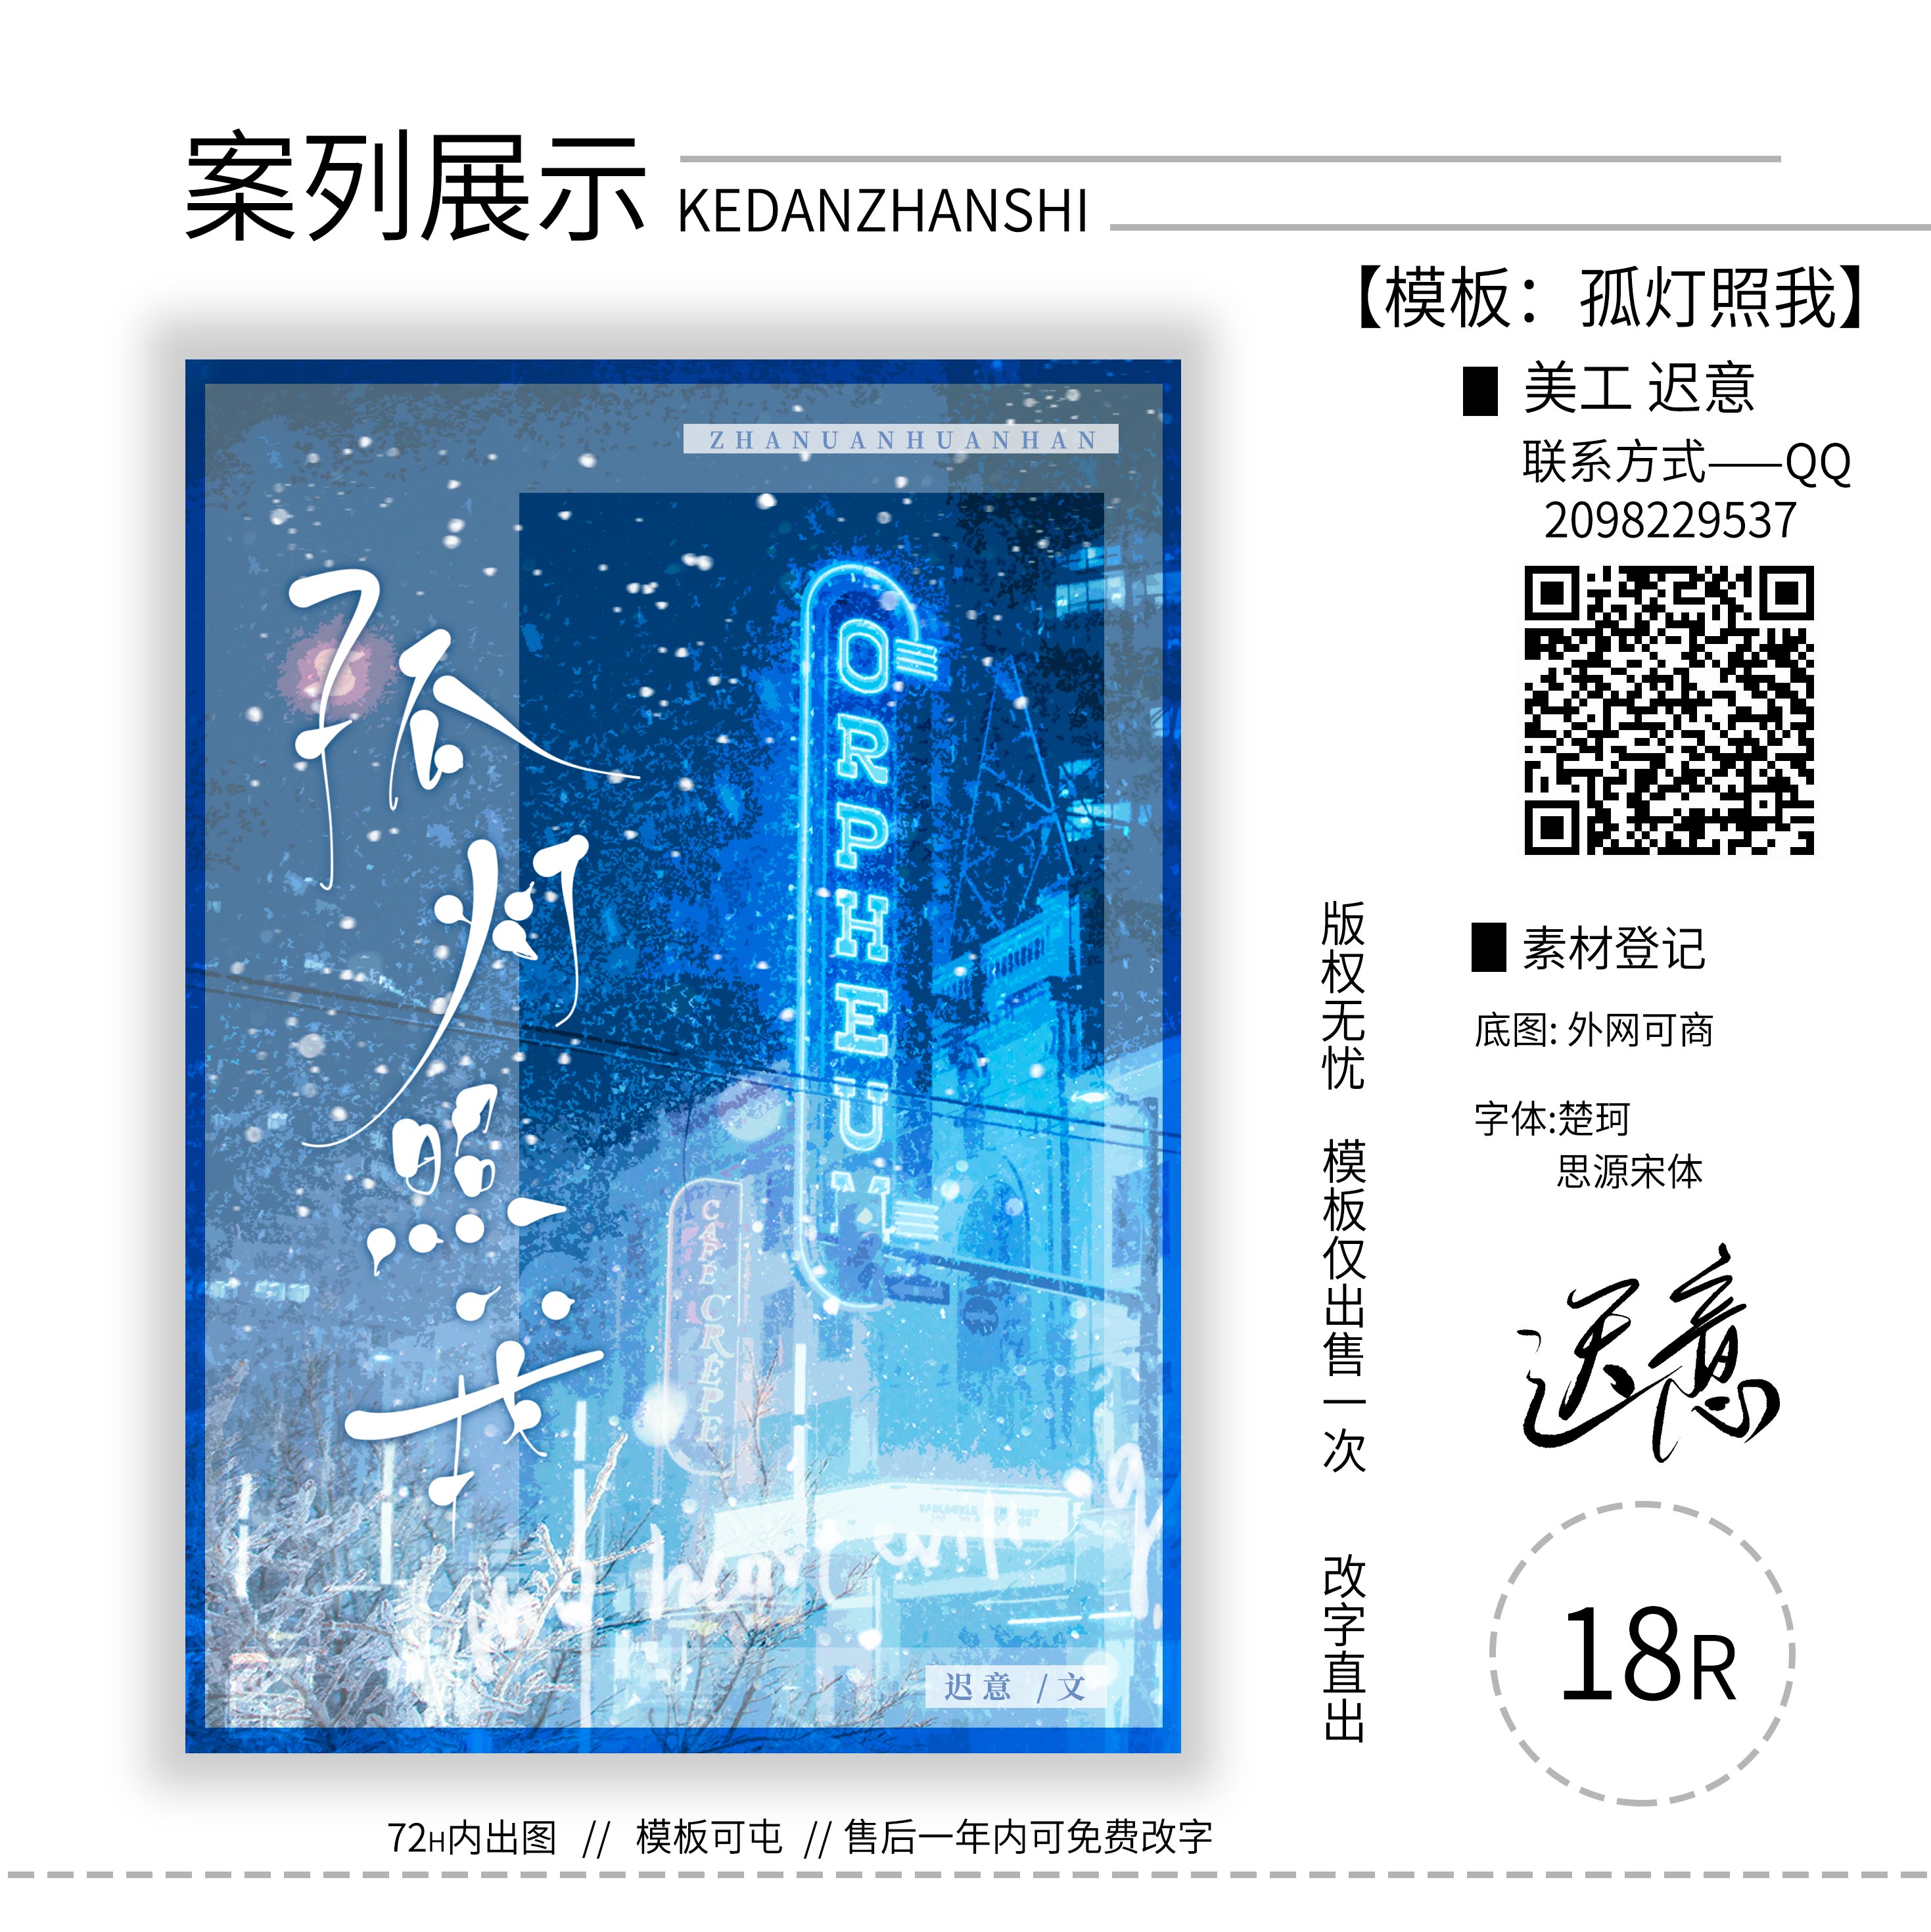 案列展示
KEDANZHANSHI
【模板：孤灯照我】
美工 迟意
联系方式——QQ
2098229537
ZHANUANHUANHAN
孤灯照我
ORPHEUM
CAFE CREPE
heart will
迟意 /文
版权无忧 模板仅出售一次 改字直出
素材登记
底图: 外网可商
字体:楚珂
思源宋体
迟意
18R
72H内出图 // 模板可屯 // 售后一年内可免费改字